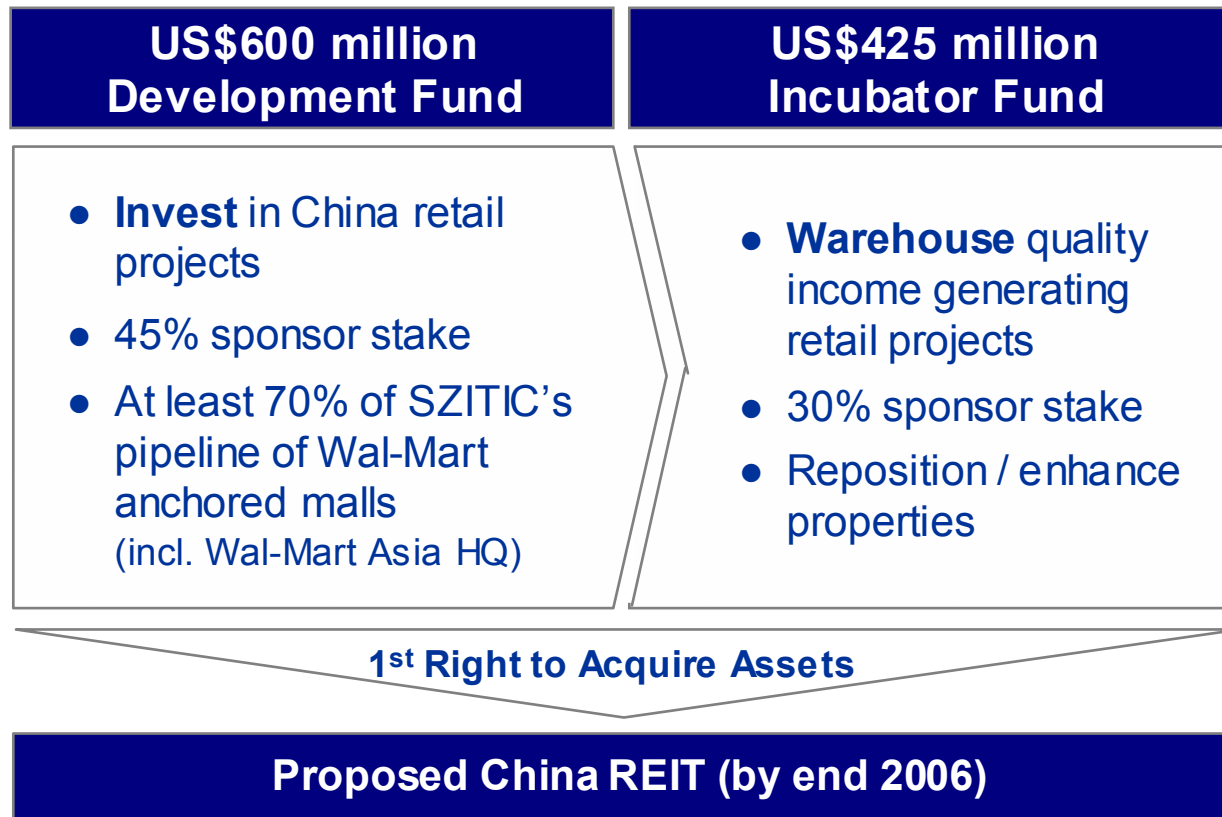 US$600 million
Development Fund
US$425 million
Incubator Fund
● Invest in China retail
projects
● 45% sponsor stake
● At least 70% of SZITIC’s
pipeline of Wal-Mart
anchored malls
(incl. Wal-Mart Asia HQ)
● Warehouse quality
income generating
retail projects
● 30% sponsor stake
● Reposition / enhance
properties
1st Right to Acquire Assets
Proposed China REIT (by end 2006)